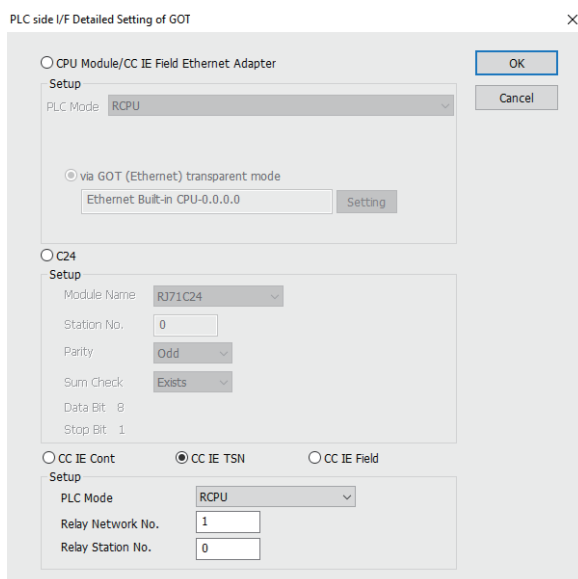 PLC side I/F Detailed Setting of GOT
CPU Module/CC IE Field Ethernet Adapter
OK
Setup
PLC Mode RCPU
Cancel
via GOT (Ethernet) transparent mode
Ethernet Built-in CPU-0.0.0.0
Setting
C24
Setup
Module Name RJ71C24
Station No. 0
Parity Odd
Sum Check Exists
Data Bit 8
Stop Bit 1
CC IE Cont CC IE TSN CC IE Field
Setup
PLC Mode RCPU
Relay Network No. 1
Relay Station No. 0